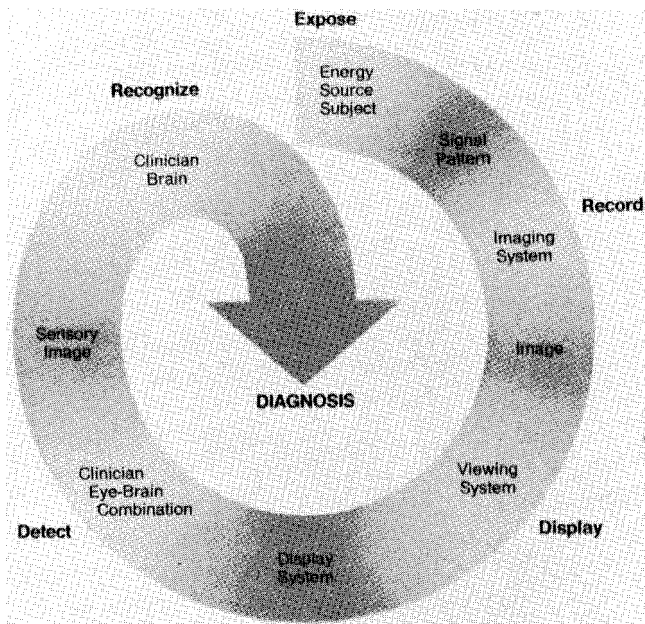 Expose
Energy
Source
Subject
Signal
Pattern
Record
Imaging
System
Image
Viewing
System
Display
Display
System
Clinician
Eye-Brain
Combination
Detect
Sensory
Image
Recognize
Clinician
Brain
DIAGNOSIS